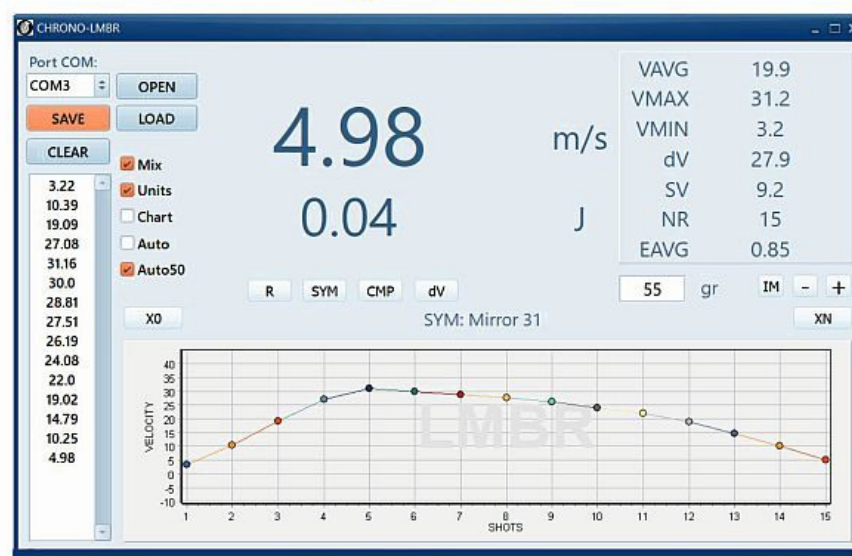 CHRONO-LMBR
Port COM:
COM3
OPEN
SAVE
LOAD
CLEAR
Mix
Units
Chart
Auto
Auto50
3.22
10.39
19.09
27.08
31.16
30.0
28.81
27.51
26.19
24.08
22.0
19.02
14.79
10.25
4.98
4.98 m/s
0.04 J
VAVG 19.9
VMAX 31.2
VMIN 3.2
dV 27.9
SV 9.2
NR 15
EAVG 0.85
R SYM CMP dV
55 gr IM - +
X0 SYM: Mirror 31 XN
VELOCITY
40
35
30
25
20
15
10
5
0
-5
-10
LMBR
1 2 3 4 5 6 7 8 9 10 11 12 13 14 15
SHOTS